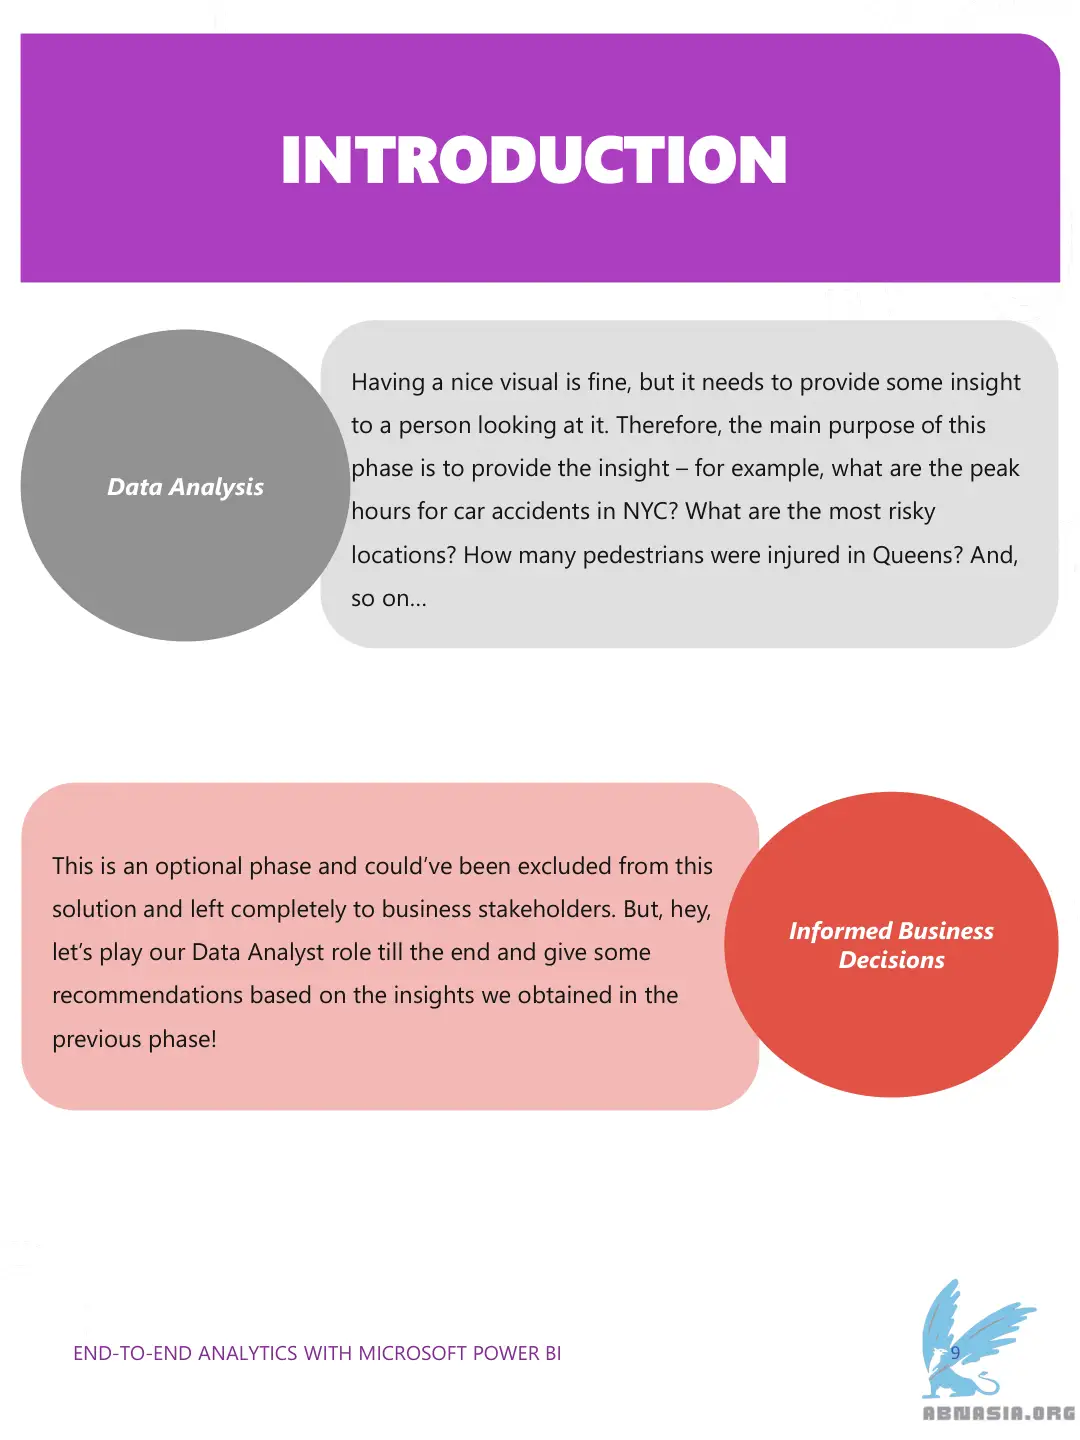 INTRODUCTION
Data Analysis
Having a nice visual is fine, but it needs to provide some insight
to a person looking at it. Therefore, the main purpose of this
phase is to provide the insight – for example, what are the peak
hours for car accidents in NYC? What are the most risky
locations? How many pedestrians were injured in Queens? And,
so on…
This is an optional phase and could’ve been excluded from this
solution and left completely to business stakeholders. But, hey,
let’s play our Data Analyst role till the end and give some
recommendations based on the insights we obtained in the
previous phase!
Informed Business
Decisions
END-TO-END ANALYTICS WITH MICROSOFT POWER BI
9
ABNASIA.ORG